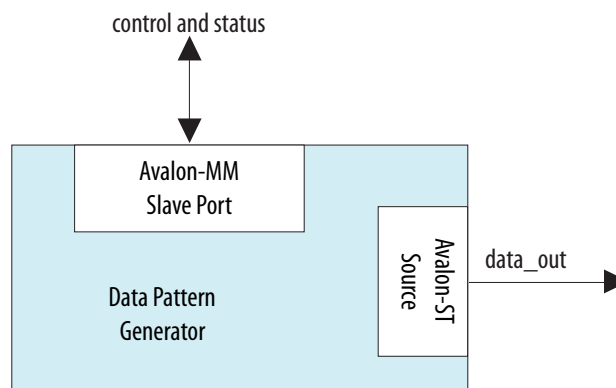 control and status
Avalon-MM
Slave Port
Avalon-ST
Source
data_out
Data Pattern
Generator